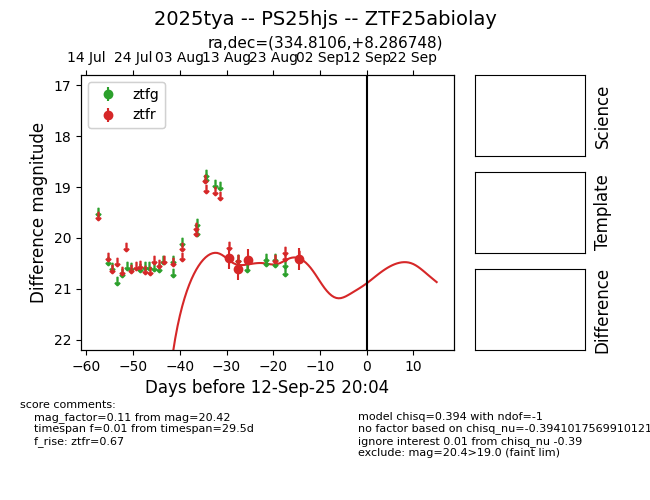 2025tya -- PS25hjs -- ZTF25abiolay
ra,dec=(334.8106,+8.286748)
14 Jul 24 Jul 03 Aug 13 Aug 23 Aug 02 Sep 12 Sep 22 Sep
ztfg
ztfr
17
18
19
20
21
22
Difference magnitude
−60 −50 −40 −30 −20 −10 0 10
Days before 12-Sep-25 20:04
Science
Template
Difference
score comments:
mag_factor=0.11 from mag=20.42
timespan f=0.01 from timespan=29.5d
f_rise: ztfr=0.67
model chisq=0.394 with ndof=-1
no factor based on chisq_nu=-0.3941017569910121
ignore interest 0.01 from chisq_nu -0.39
exclude: mag=20.4>19.0 (faint lim)